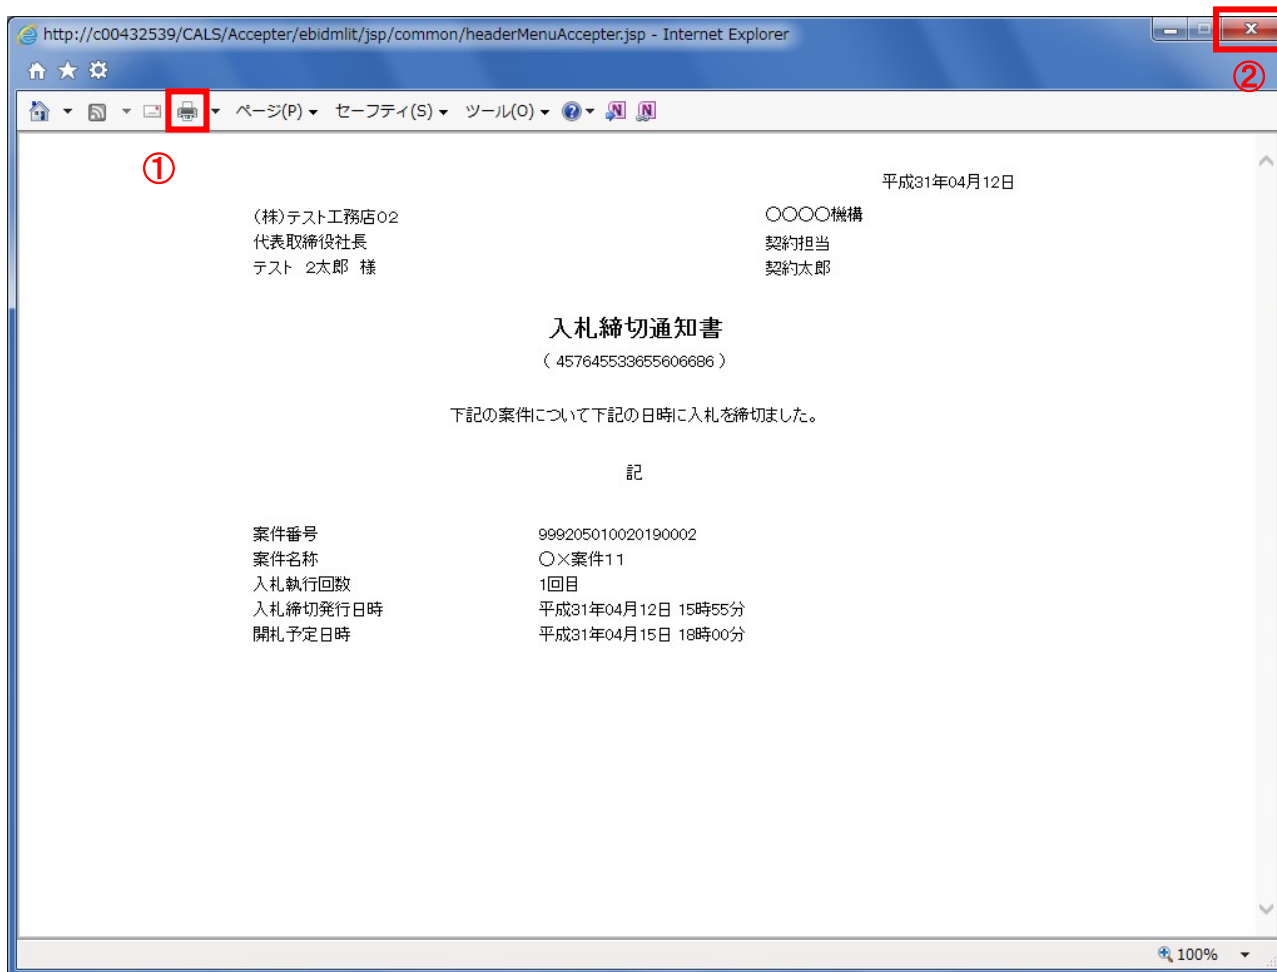 http://c00432539/CALS/Accepter/ebidmlit/jsp/common/headerMenuAccepter.jsp - Internet Explorer
②
ページ(P) セーフティ(S) ツール(O)
①
平成31年04月12日
(株)テスト工務店02 〇〇〇〇機構
代表取締役社長 契約担当
テスト 2太郎 様 契約太郎
入札締切通知書
( 457645533655606686 )
下記の案件について下記の日時に入札を締切ました。
記
案件番号 999205010020190002
案件名称 〇×案件11
入札執行回数 1回目
入札締切発行日時 平成31年04月12日 15時55分
開札予定日時 平成31年04月15日 18時00分
100%